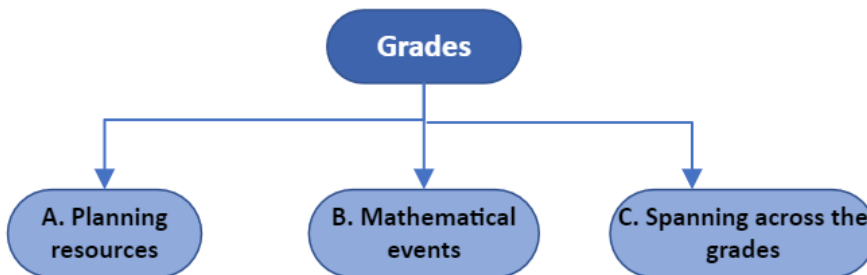 Grades
A. Planning
resources
B. Mathematical
events
C. Spanning across the
grades